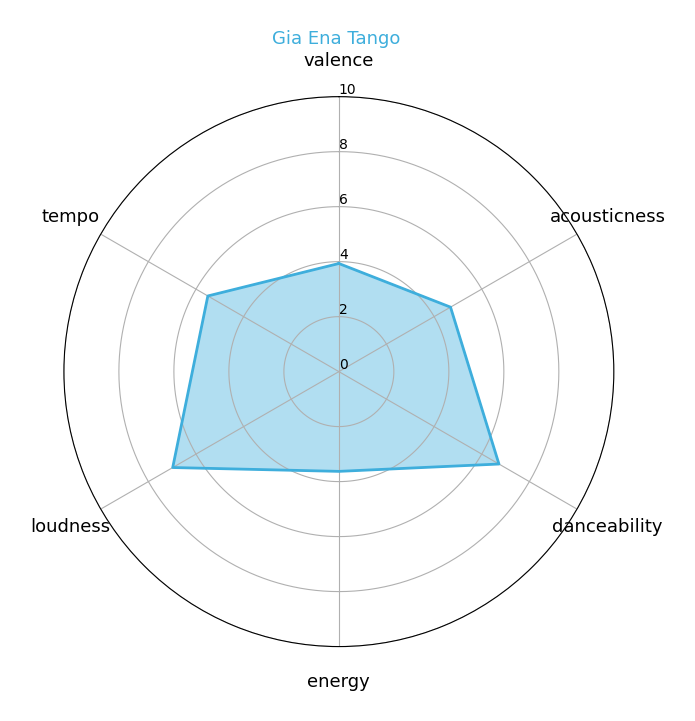 Gia Ena Tango
valence
10
8
6
4
2
0
tempo
acousticness
loudness
danceability
energy